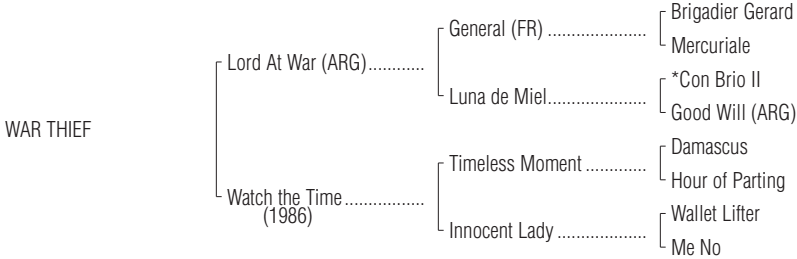 Brigadier Gerard
General (FR) .....................
Mercuriale
Lord At War (ARG)............
*Con Brio II
Luna de Miel.....................
Good Will (ARG)
WAR THIEF
Damascus
Timeless Moment .............
Hour of Parting
Watch the Time .................
(1986)
Wallet Lifter
Innocent Lady ...................
Me No